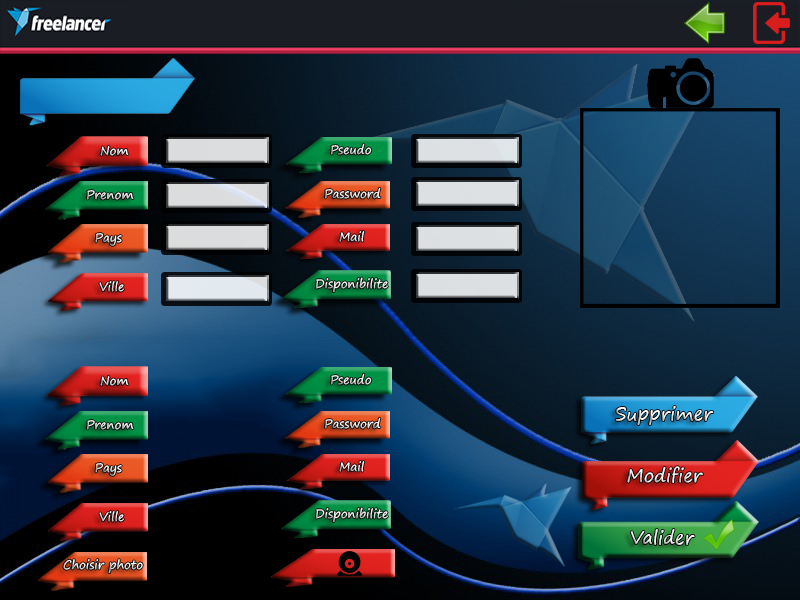 freelancer
Nom
Pseudo
Prenom
Password
Pays
Mail
Ville
Disponibilite
Nom
Pseudo
Prenom
Password
Pays
Mail
Ville
Disponibilite
Choisir photo
Supprimer
Modifier
Valider